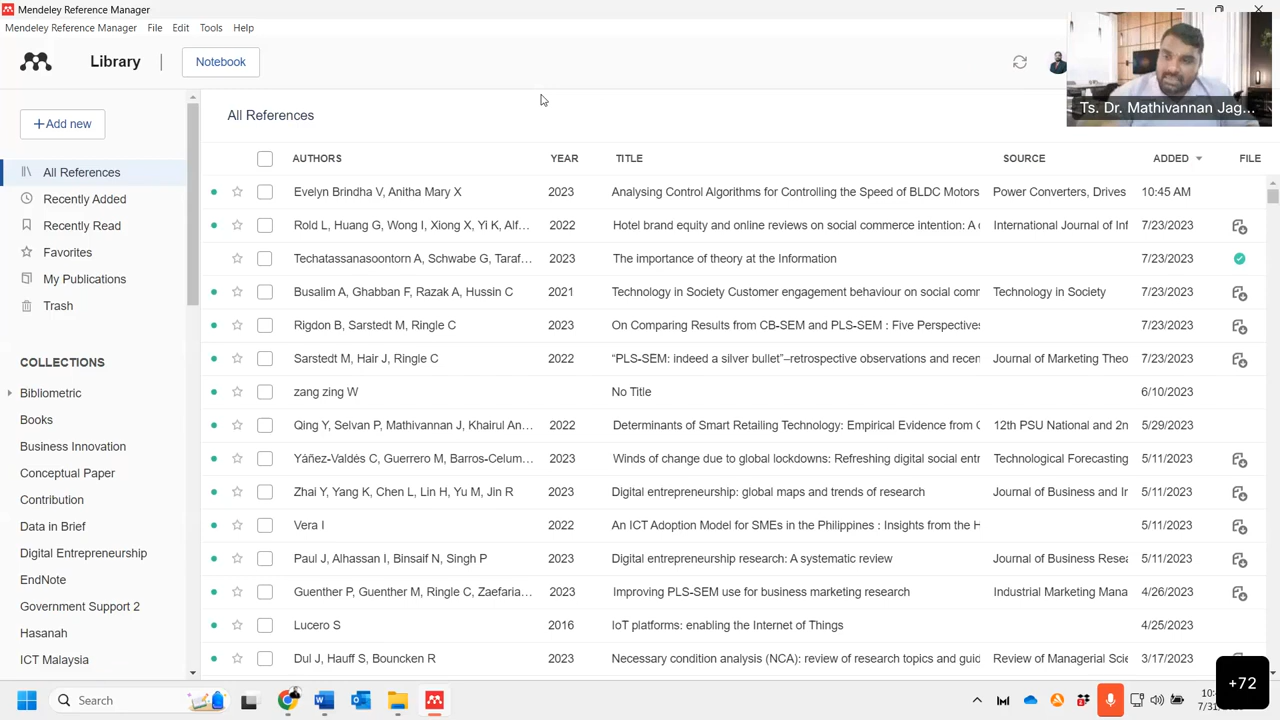 Mendeley Reference Manager
Mendeley Reference Manager File Edit Tools Help
Library | Notebook
Ts. Dr. Mathivannan Jag...
+Add new
All References
Recently Added
Recently Read
Favorites
My Publications
Trash
COLLECTIONS
Bibliometric
Books
Business Innovation
Conceptual Paper
Contribution
Data in Brief
Digital Entrepreneurship
EndNote
Government Support 2
Hasanah
ICT Malaysia
All References
AUTHORS YEAR TITLE SOURCE ADDED FILE
Evelyn Brindha V, Anitha Mary X 2023 Analysing Control Algorithms for Controlling the Speed of BLDC Motors Power Converters, Drives 10:45 AM
Rold L, Huang G, Wong I, Xiong X, Yi K, Alf... 2022 Hotel brand equity and online reviews on social commerce intention: A c International Journal of Inf 7/23/2023
Techatassanasoontorn A, Schwabe G, Taraf... 2023 The importance of theory at the Information 7/23/2023
Busalim A, Ghabban F, Razak A, Hussin C 2021 Technology in Society Customer engagement behaviour on social comm Technology in Society 7/23/2023
Rigdon B, Sarstedt M, Ringle C 2023 On Comparing Results from CB-SEM and PLS-SEM : Five Perspectives 7/23/2023
Sarstedt M, Hair J, Ringle C 2022 “PLS-SEM: indeed a silver bullet”–retrospective observations and recen Journal of Marketing Theo 7/23/2023
zang zing W No Title 6/10/2023
Qing Y, Selvan P, Mathivannan J, Khairul An... 2022 Determinants of Smart Retailing Technology: Empirical Evidence from C 12th PSU National and 2n 5/29/2023
Yáñez-Valdés C, Guerrero M, Barros-Celum... 2023 Winds of change due to global lockdowns: Refreshing digital social entr Technological Forecasting 5/11/2023
Zhai Y, Yang K, Chen L, Lin H, Yu M, Jin R 2023 Digital entrepreneurship: global maps and trends of research Journal of Business and Ir 5/11/2023
Vera I 2022 An ICT Adoption Model for SMEs in the Philippines : Insights from the H 5/11/2023
Paul J, Alhassan I, Binsaif N, Singh P 2023 Digital entrepreneurship research: A systematic review Journal of Business Resea 5/11/2023
Guenther P, Guenther M, Ringle C, Zaefaria... 2023 Improving PLS-SEM use for business marketing research Industrial Marketing Mana 4/26/2023
Lucero S 2016 IoT platforms: enabling the Internet of Things 4/25/2023
Dul J, Hauff S, Bouncken R 2023 Necessary condition analysis (NCA): review of research topics and guid Review of Managerial Scie 3/17/2023
Search
+72